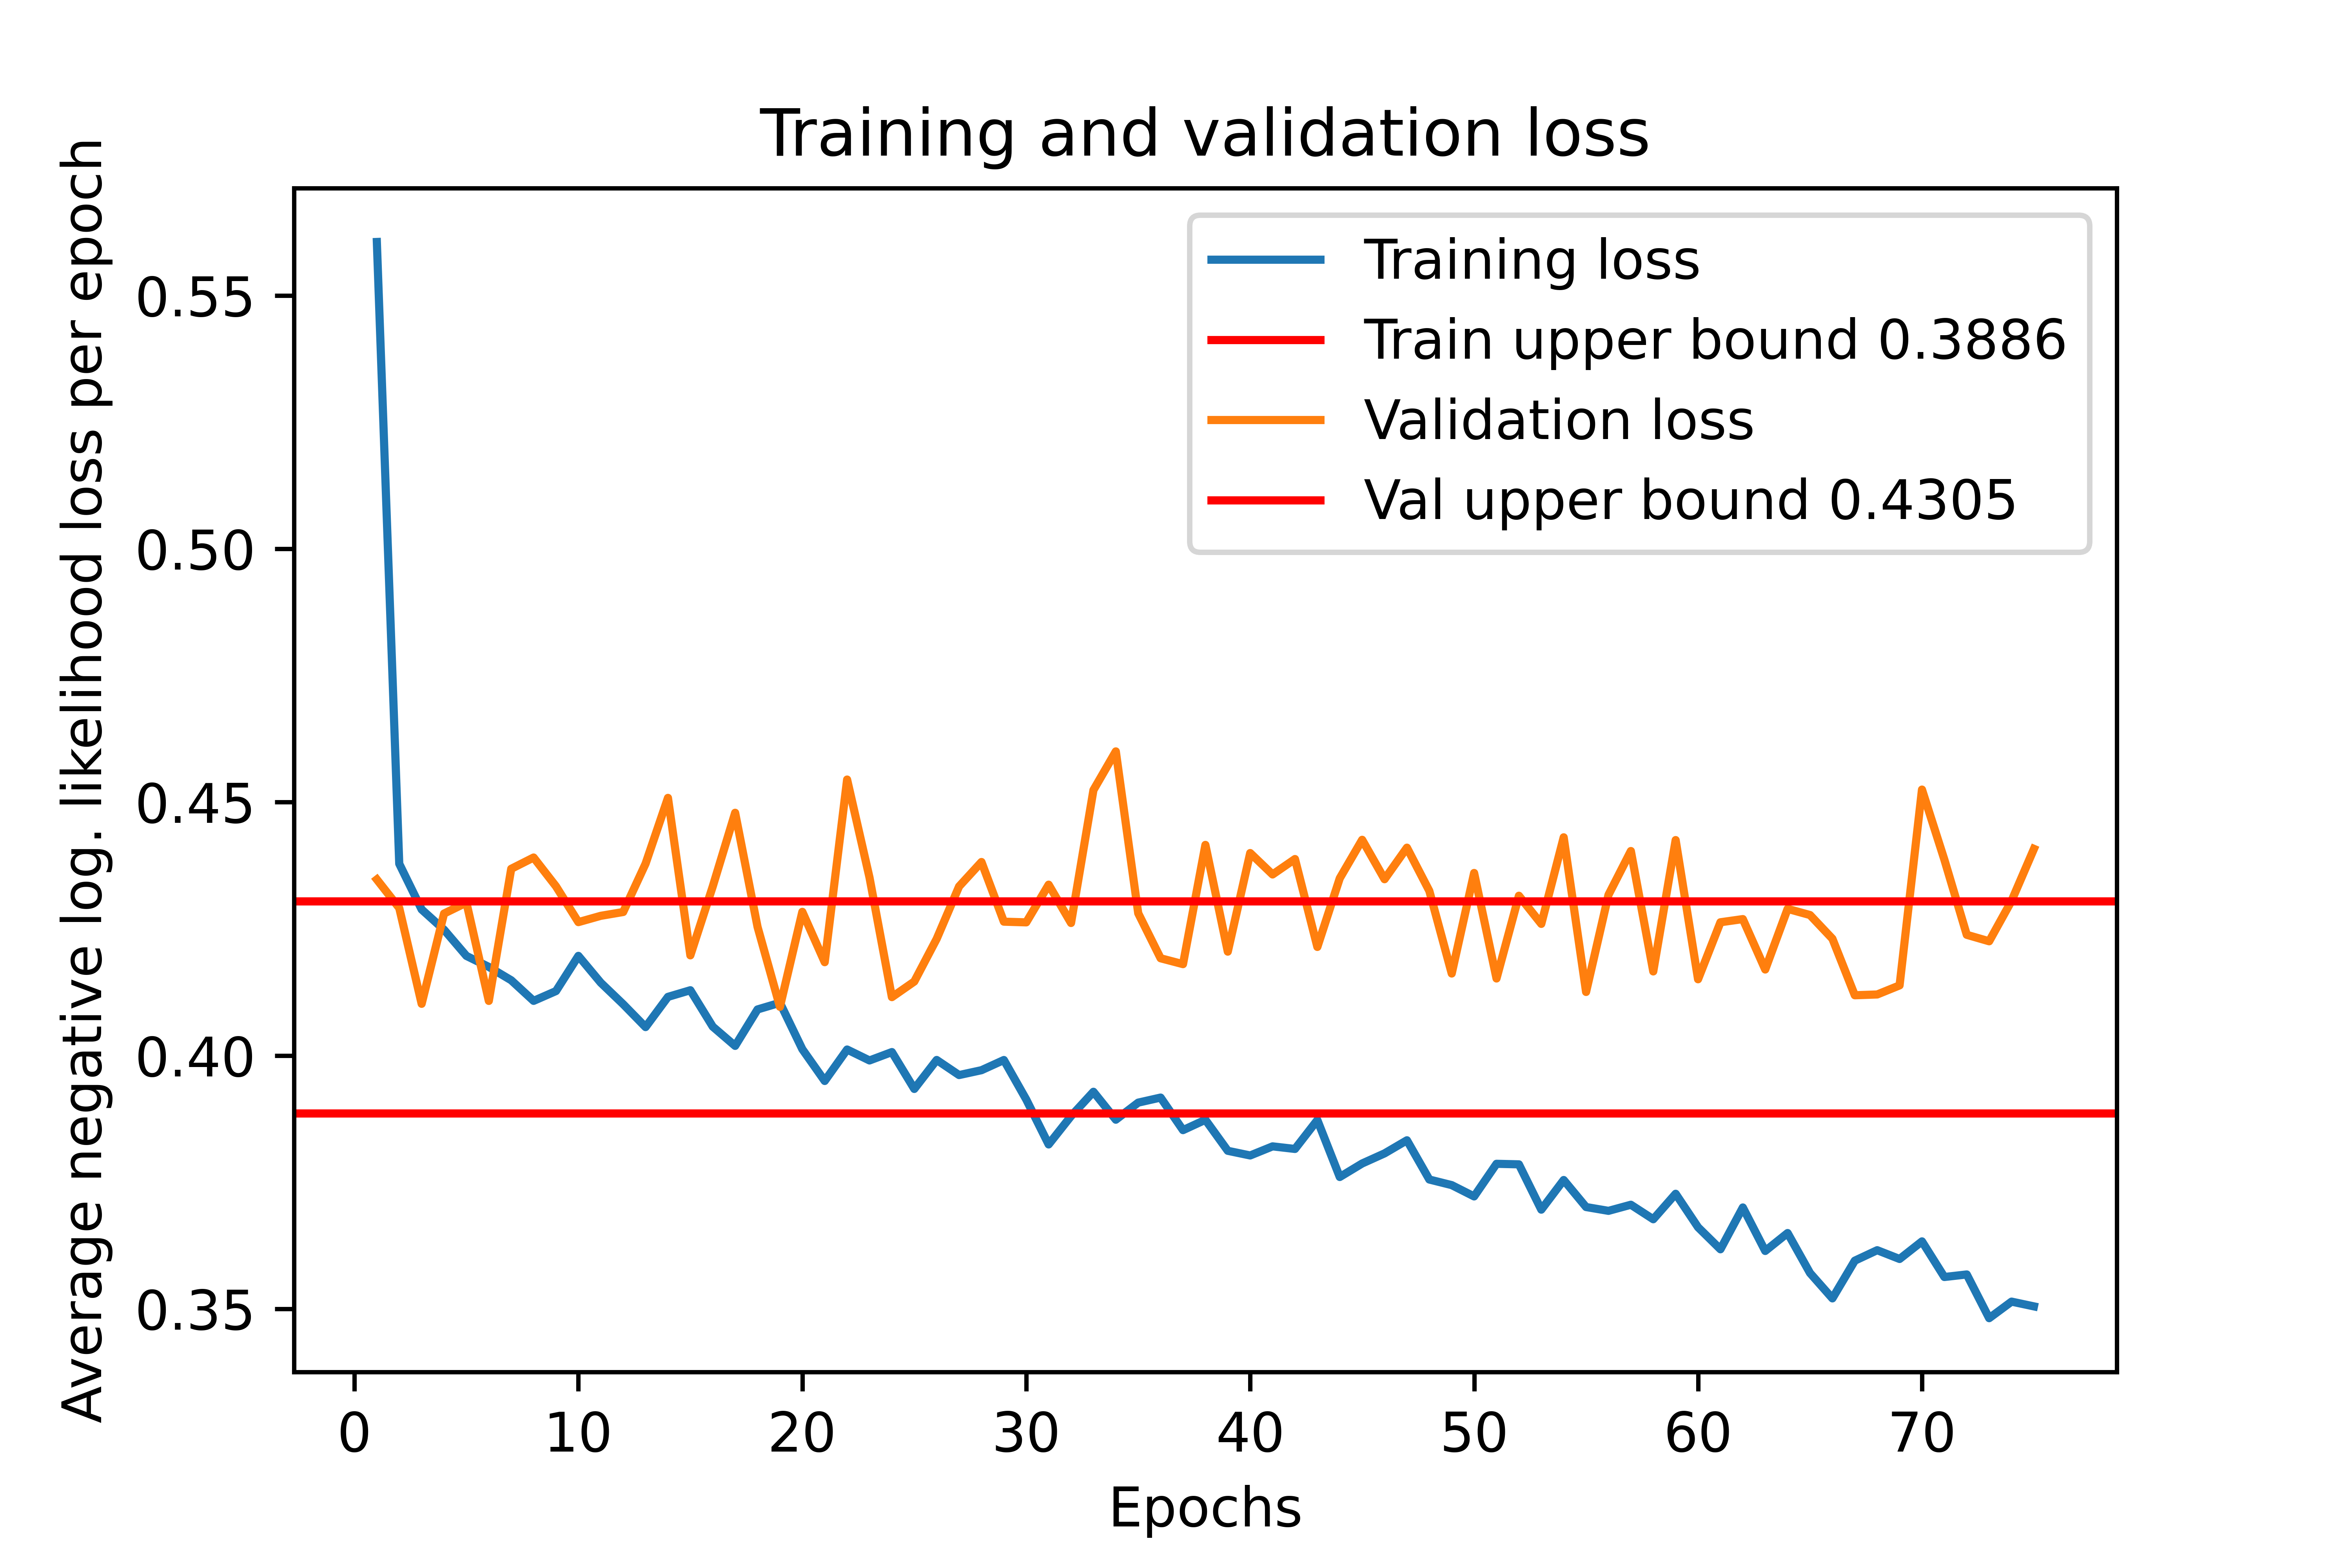 Training and validation loss
Average negative log. likelihood loss per epoch
0.55
0.50
0.45
0.40
0.35
Training loss
Train upper bound 0.3886
Validation loss
Val upper bound 0.4305
0 10 20 30 40 50 60 70
Epochs